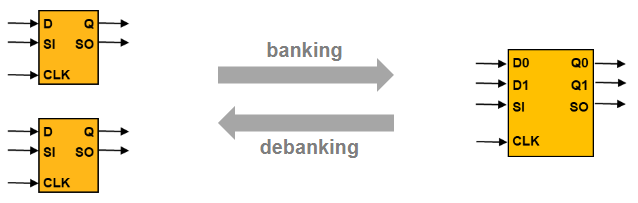 D Q
SI SO
CLK
D Q
SI SO
CLK
banking
debanking
D0 Q0
D1 Q1
SI SO
CLK